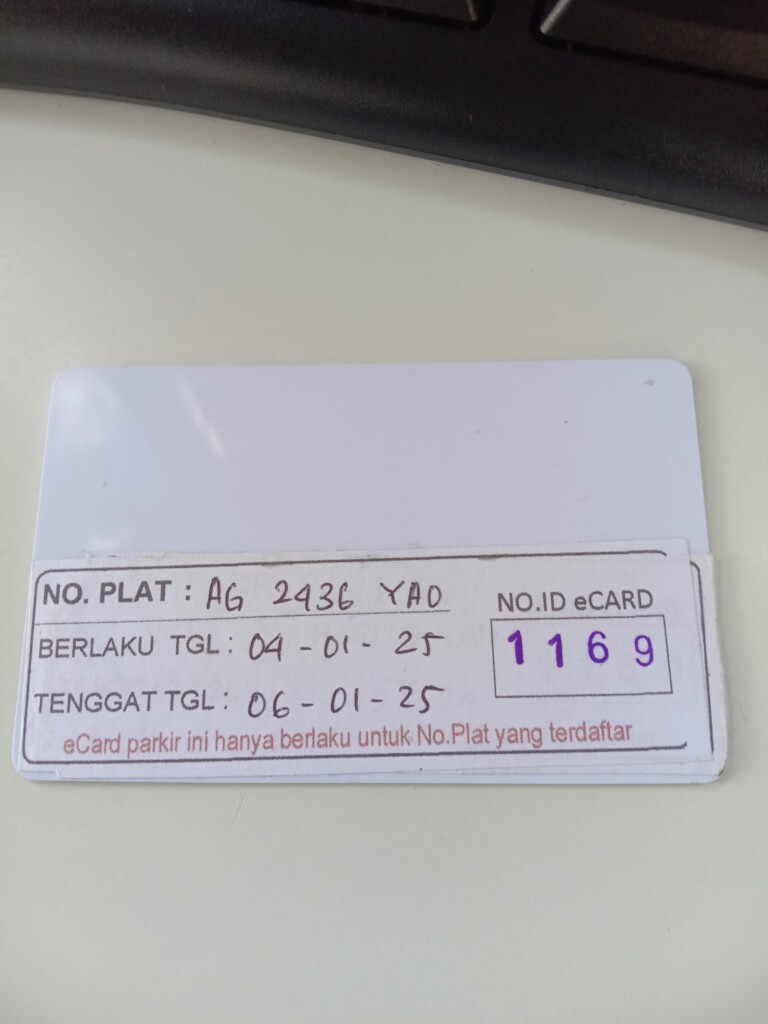 NO. PLAT : AG 2436 YAO
NO.ID eCARD
BERLAKU TGL : 04 - 01 - 25
1169
TENGGAT TGL : 06 - 01 - 25
eCard parkir ini hanya berlaku untuk No.Plat yang terdaftar